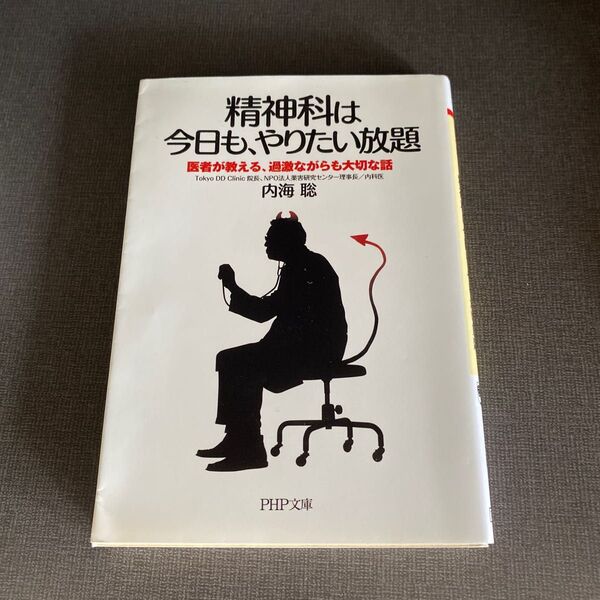 精神科は
今日も、やりたい放題
医者が教える、過激ながらも大切な話
Tokyo DD Clinic 院長、NPO法人薬害研究センター理事長／内科医
内海 聡
PHP文庫